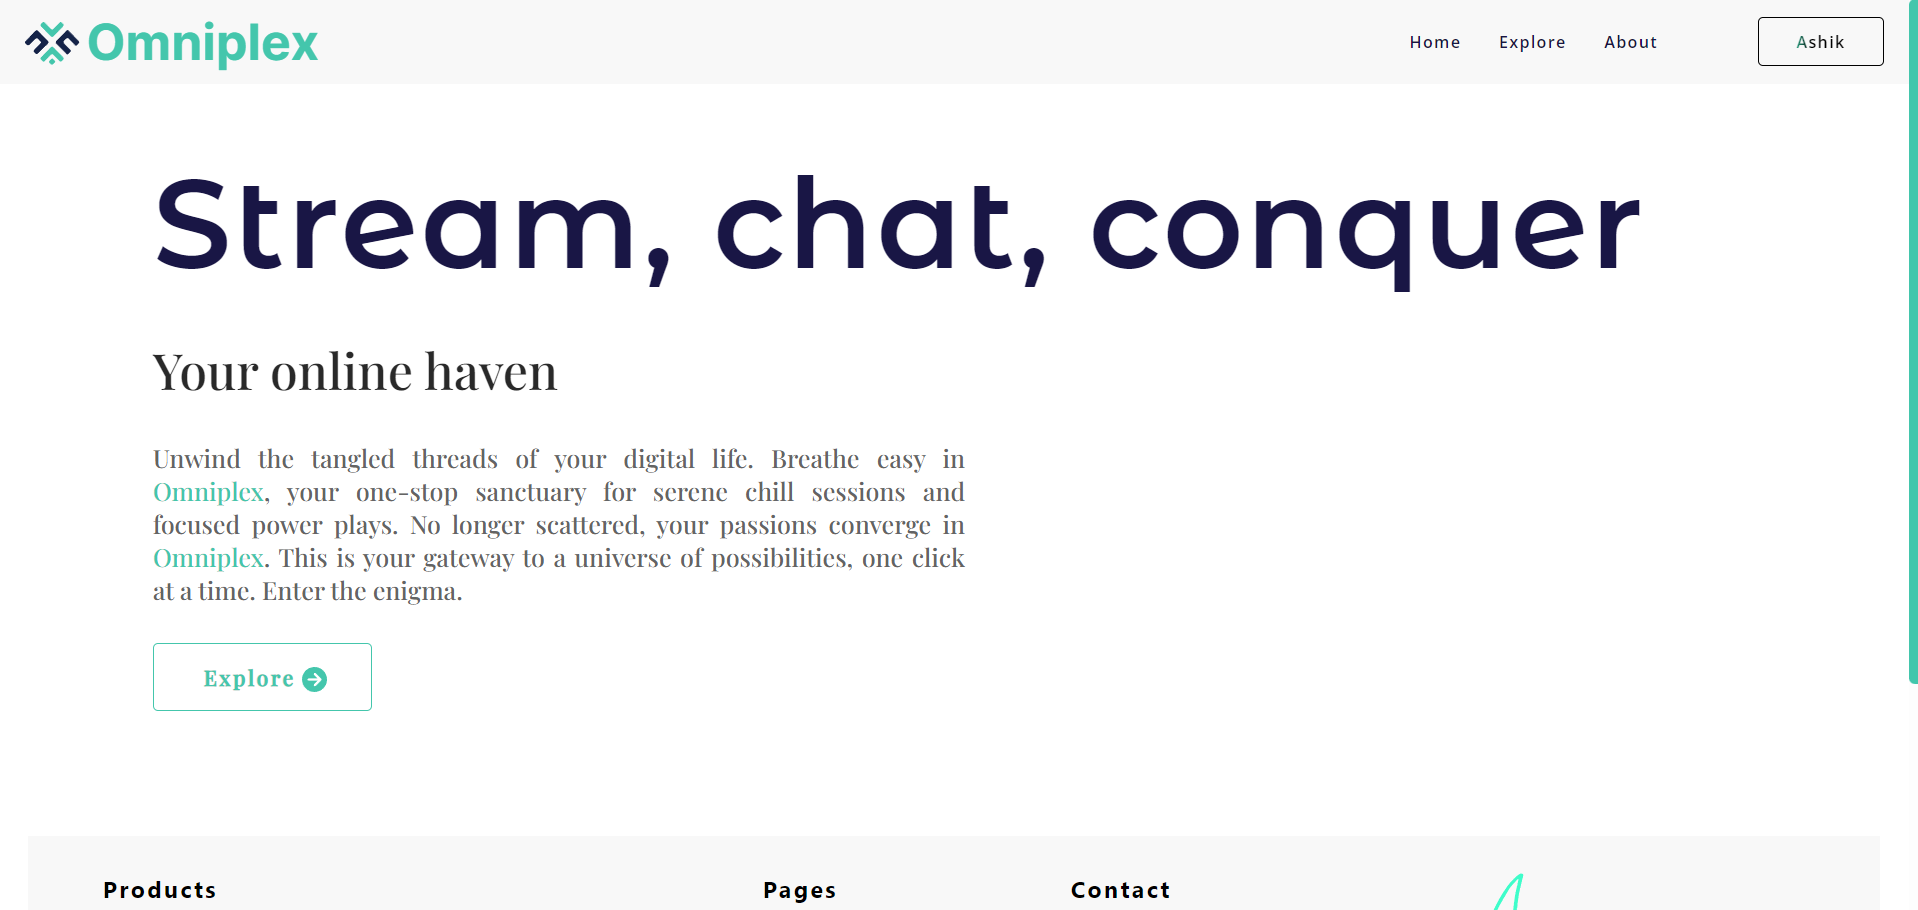 Omniplex
Home
Explore
About
Ashik
Stream, chat, conquer
Your online haven
Unwind the tangled threads of your digital life. Breathe easy in
Omniplex, your one-stop sanctuary for serene chill sessions and
focused power plays. No longer scattered, your passions converge in
Omniplex. This is your gateway to a universe of possibilities, one click
at a time. Enter the enigma.
Explore
Products
Pages
Contact